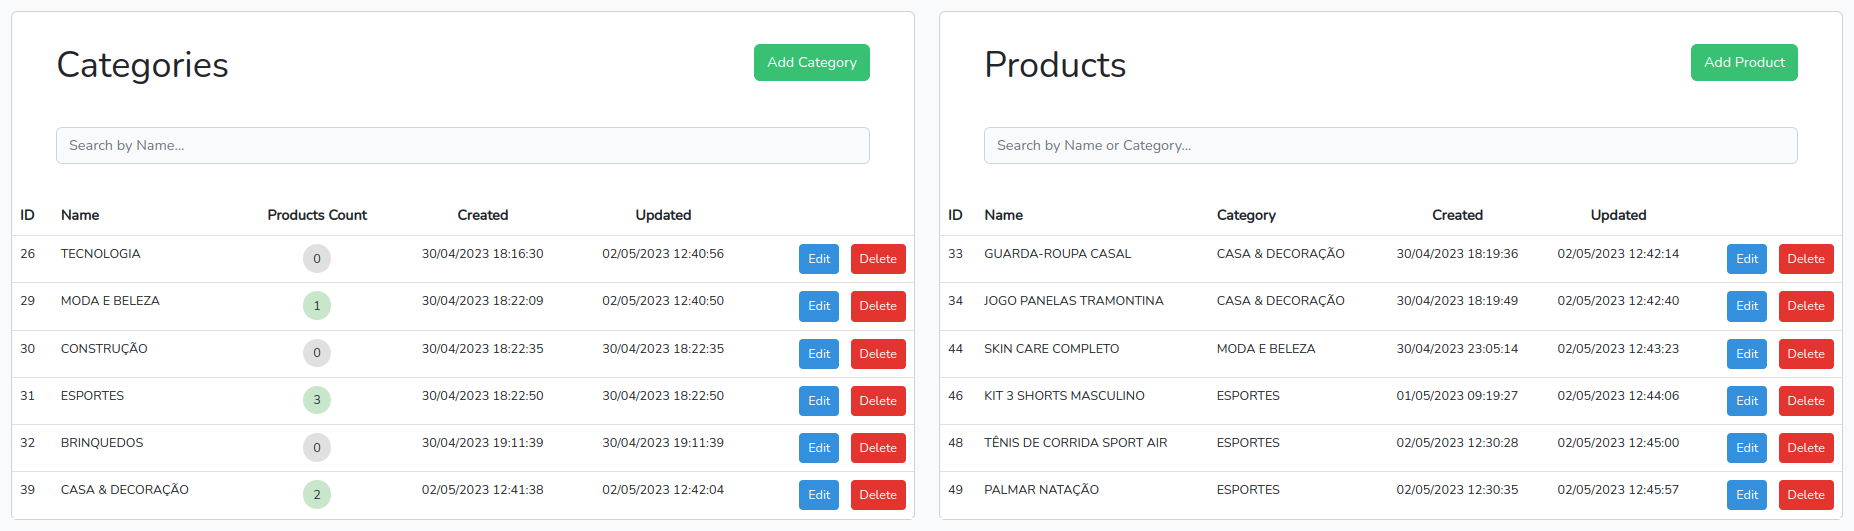 Categories
Add Category
Search by Name...
ID Name Products Count Created Updated
26 TECNOLOGIA 0 30/04/2023 18:16:30 02/05/2023 12:40:56 Edit Delete
29 MODA E BELEZA 1 30/04/2023 18:22:09 02/05/2023 12:40:50 Edit Delete
30 CONSTRUÇÃO 0 30/04/2023 18:22:35 30/04/2023 18:22:35 Edit Delete
31 ESPORTES 3 30/04/2023 18:22:50 30/04/2023 18:22:50 Edit Delete
32 BRINQUEDOS 0 30/04/2023 19:11:39 30/04/2023 19:11:39 Edit Delete
39 CASA & DECORAÇÃO 2 02/05/2023 12:41:38 02/05/2023 12:42:04 Edit Delete
Products
Add Product
Search by Name or Category...
ID Name Category Created Updated
33 GUARDA-ROUPA CASAL CASA & DECORAÇÃO 30/04/2023 18:19:36 02/05/2023 12:42:14 Edit Delete
34 JOGO PANELAS TRAMONTINA CASA & DECORAÇÃO 30/04/2023 18:19:49 02/05/2023 12:42:40 Edit Delete
44 SKIN CARE COMPLETO MODA E BELEZA 30/04/2023 23:05:14 02/05/2023 12:43:23 Edit Delete
46 KIT 3 SHORTS MASCULINO ESPORTES 01/05/2023 09:19:27 02/05/2023 12:44:06 Edit Delete
48 TÊNIS DE CORRIDA SPORT AIR ESPORTES 02/05/2023 12:30:28 02/05/2023 12:45:00 Edit Delete
49 PALMAR NATAÇÃO ESPORTES 02/05/2023 12:30:35 02/05/2023 12:45:57 Edit Delete